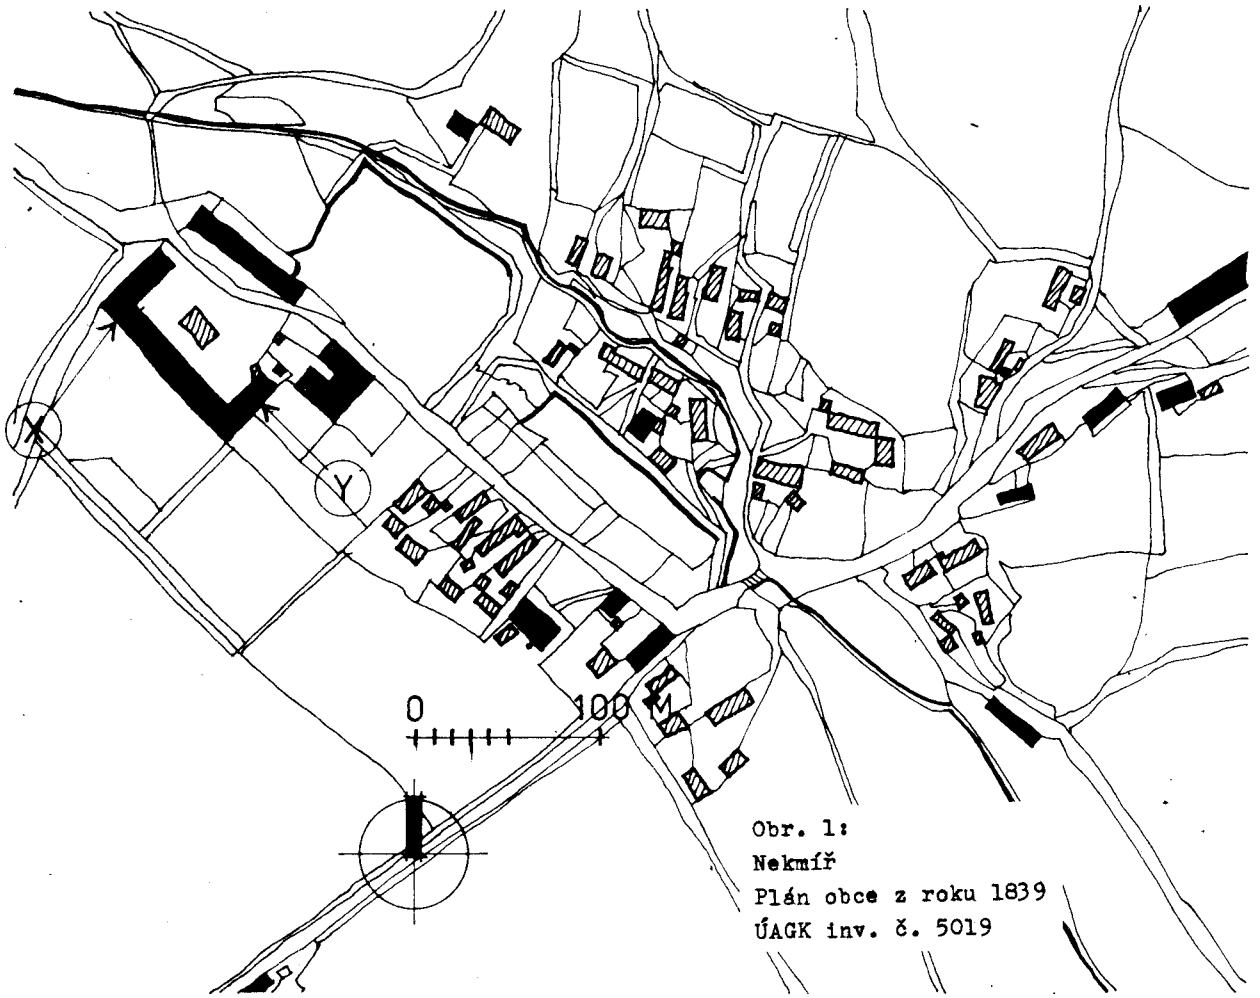 X
Y
0 100 M
Obr. 1:
Nekmíř
Plán obce z roku 1839
ÚAGK inv. č. 5019